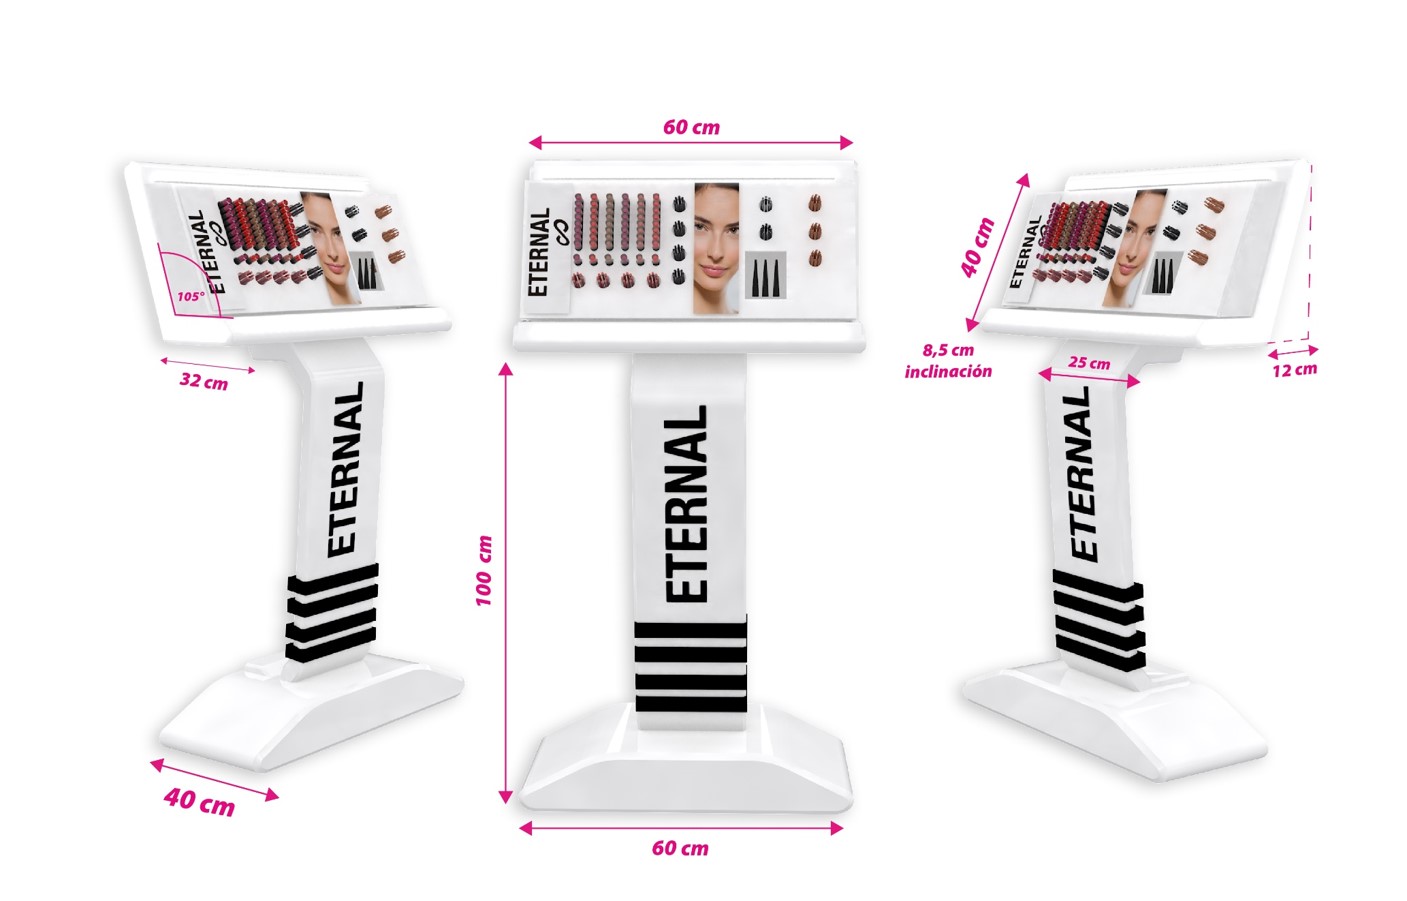 60 cm
ETERNAL
105°
32 cm
ETERNAL
40 cm
ETERNAL
ETERNAL
100 cm
60 cm
ETERNAL
40 cm
8,5 cm
inclinación
25 cm
12 cm
ETERNAL